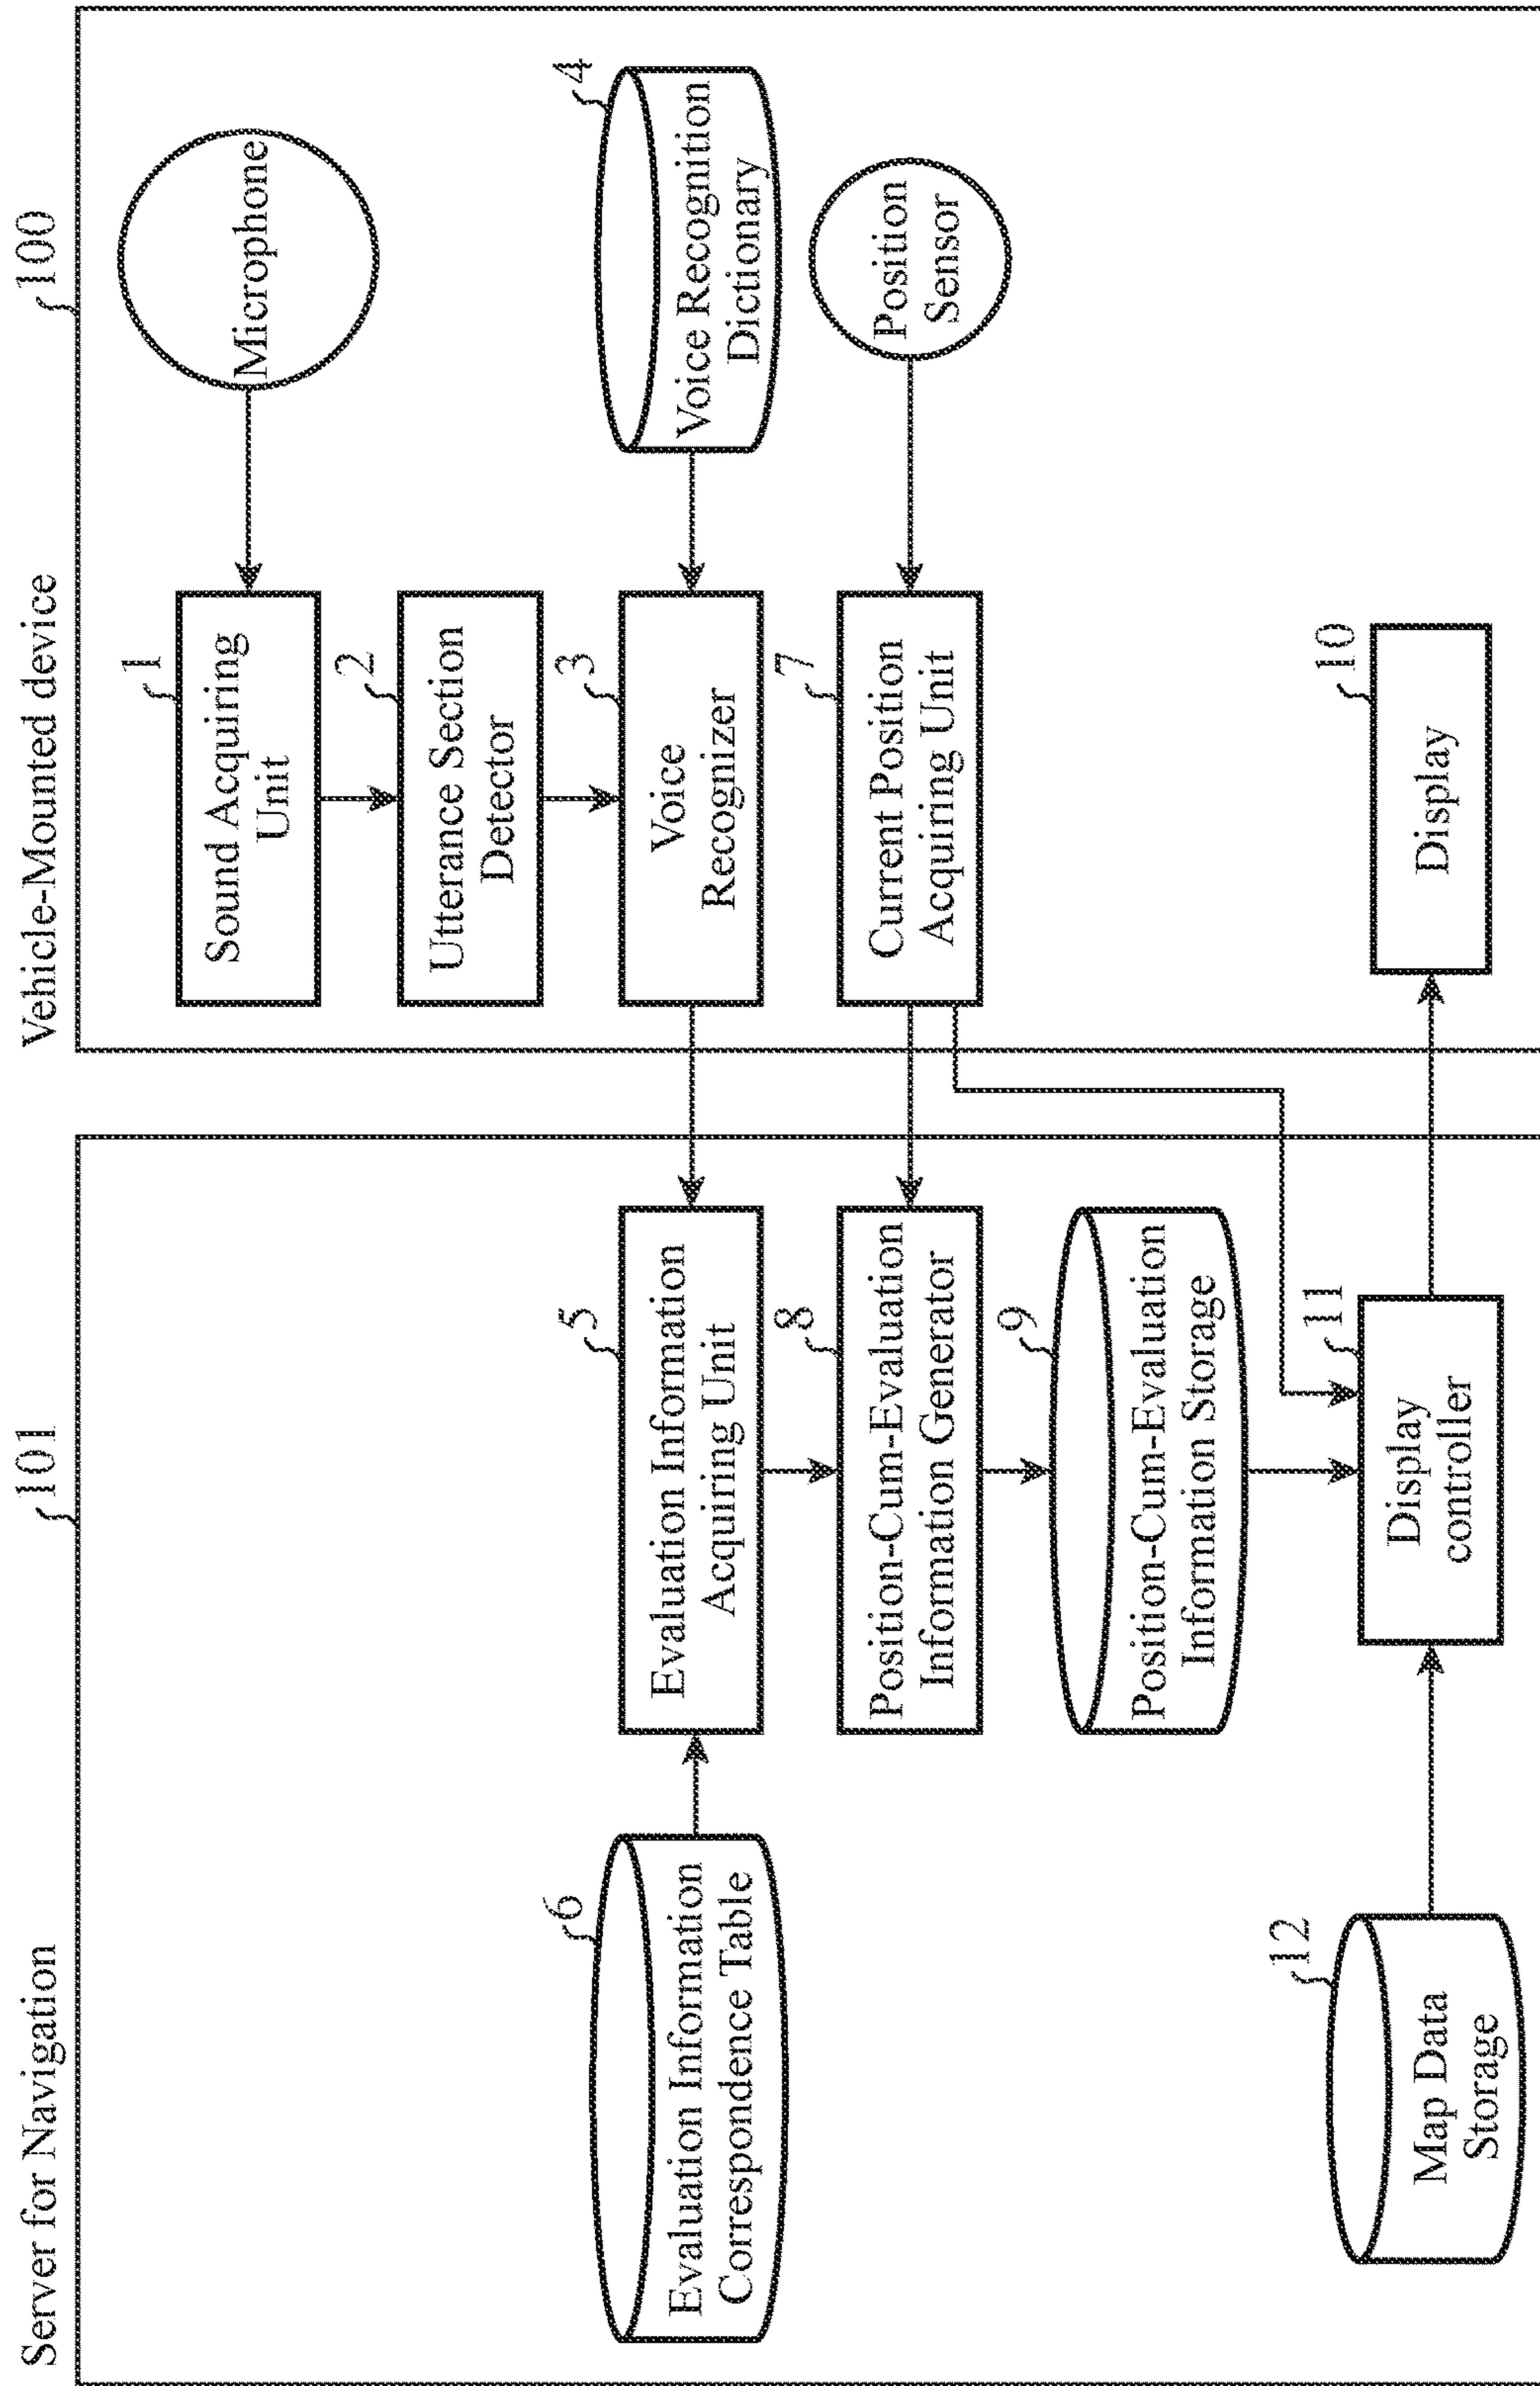 Server for Navigation
101
6
Evaluation Information
Correspondence Table
5
Evaluation Information
Acquiring Unit
8
Position-Cum-Evaluation
Information Generator
9
Position-Cum-Evaluation
Information Storage
12
Map Data
Storage
11
Display
controller
Vehicle-Mounted device
100
1
Sound Acquiring
Unit
Microphone
2
Utterance Section
Detector
3
Voice
Recognizer
4
Voice Recognition
Dictionary
7
Current Position
Acquiring Unit
Position
Sensor
10
Display